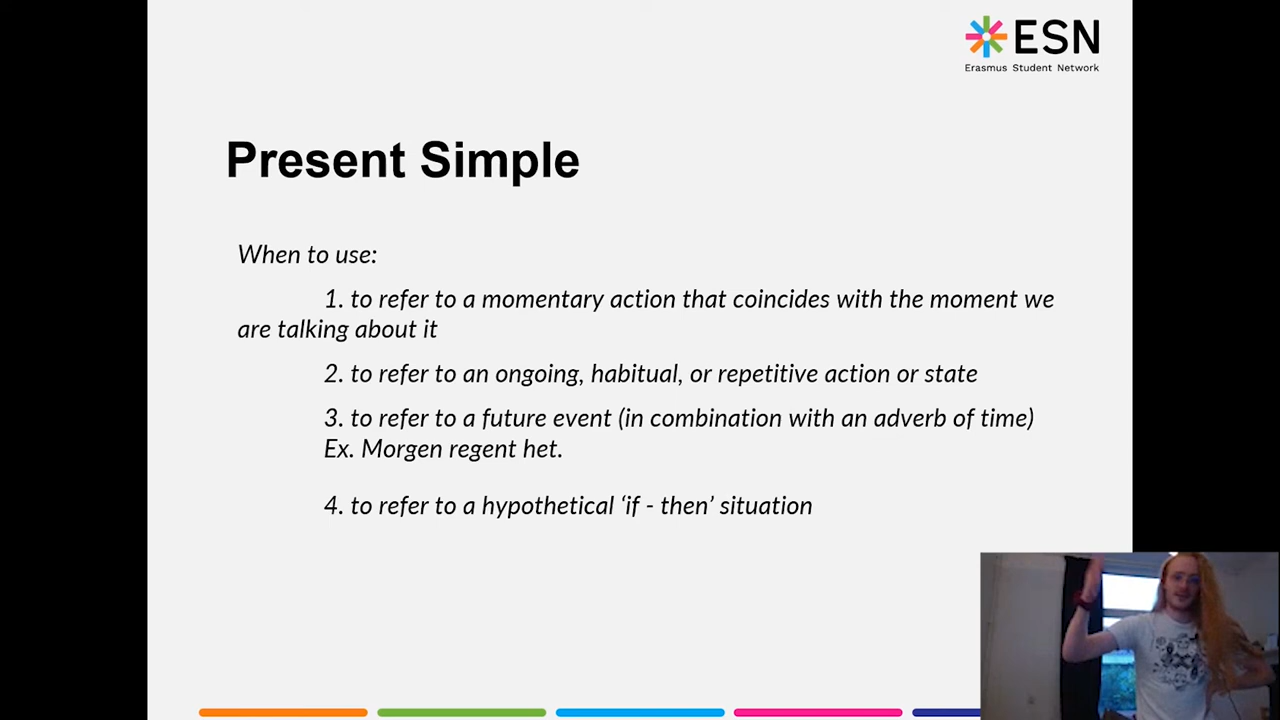 ESN
Erasmus Student Network
Present Simple
When to use:
1. to refer to a momentary action that coincides with the moment we
are talking about it
2. to refer to an ongoing, habitual, or repetitive action or state
3. to refer to a future event (in combination with an adverb of time)
Ex. Morgen regent het.
4. to refer to a hypothetical ‘if - then’ situation